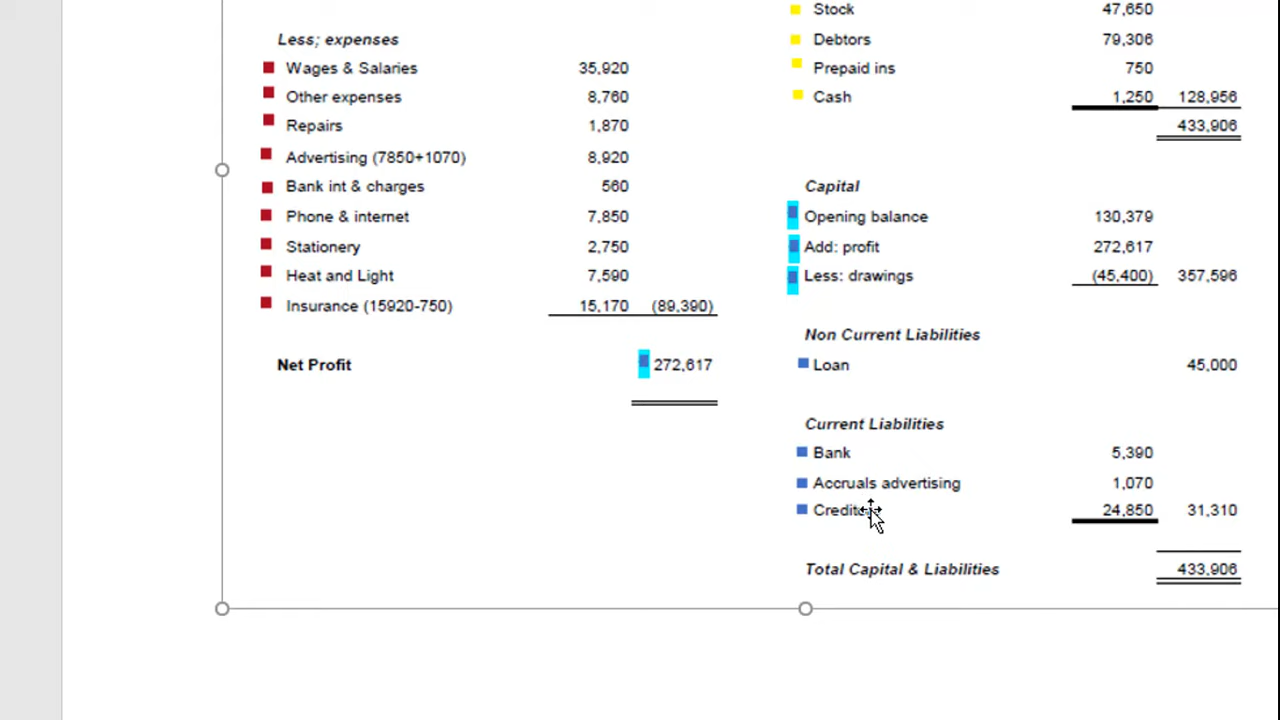 Less; expenses
Wages & Salaries 35,920
Other expenses 8,760
Repairs 1,870
Advertising (7850+1070) 8,920
Bank int & charges 560
Phone & internet 7,850
Stationery 2,750
Heat and Light 7,590
Insurance (15920-750) 15,170 (89,390)
Net Profit 272,617
Stock 47,650
Debtors 79,306
Prepaid ins 750
Cash 1,250 128,956
433,906
Capital
Opening balance 130,379
Add: profit 272,617
Less: drawings (45,400) 357,596
Non Current Liabilities
Loan 45,000
Current Liabilities
Bank 5,390
Accruals advertising 1,070
24,850 31,310
Total Capital & Liabilities 433,906